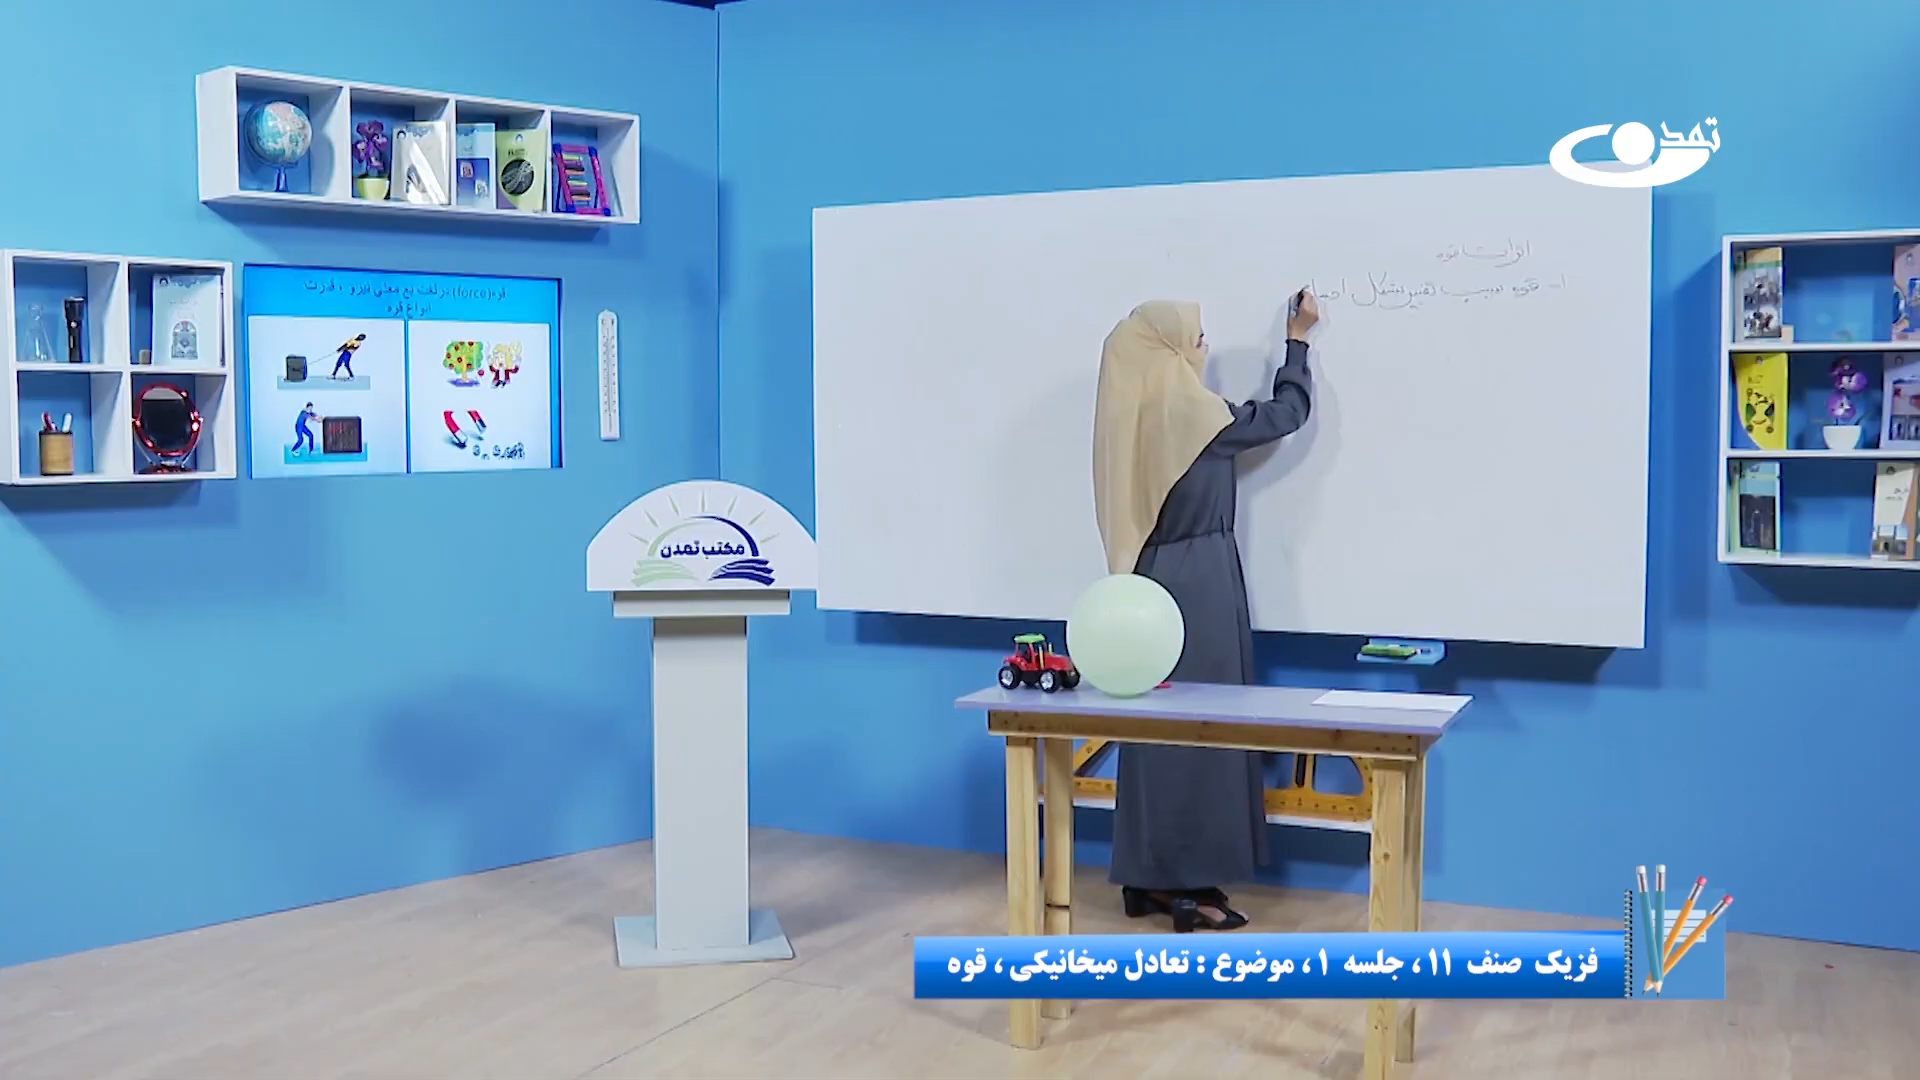 تمدن
اثرات قوه
۱- قوه سبب تغییر شکل اجسا
قوه (force) در لغت به معنی نیرو ، قدرت
انواع قوه
مکتب تمدن
فزیک صنف ۱۱ ، جلسه ۱ ، موضوع : تعادل میخانیکی ، قوه